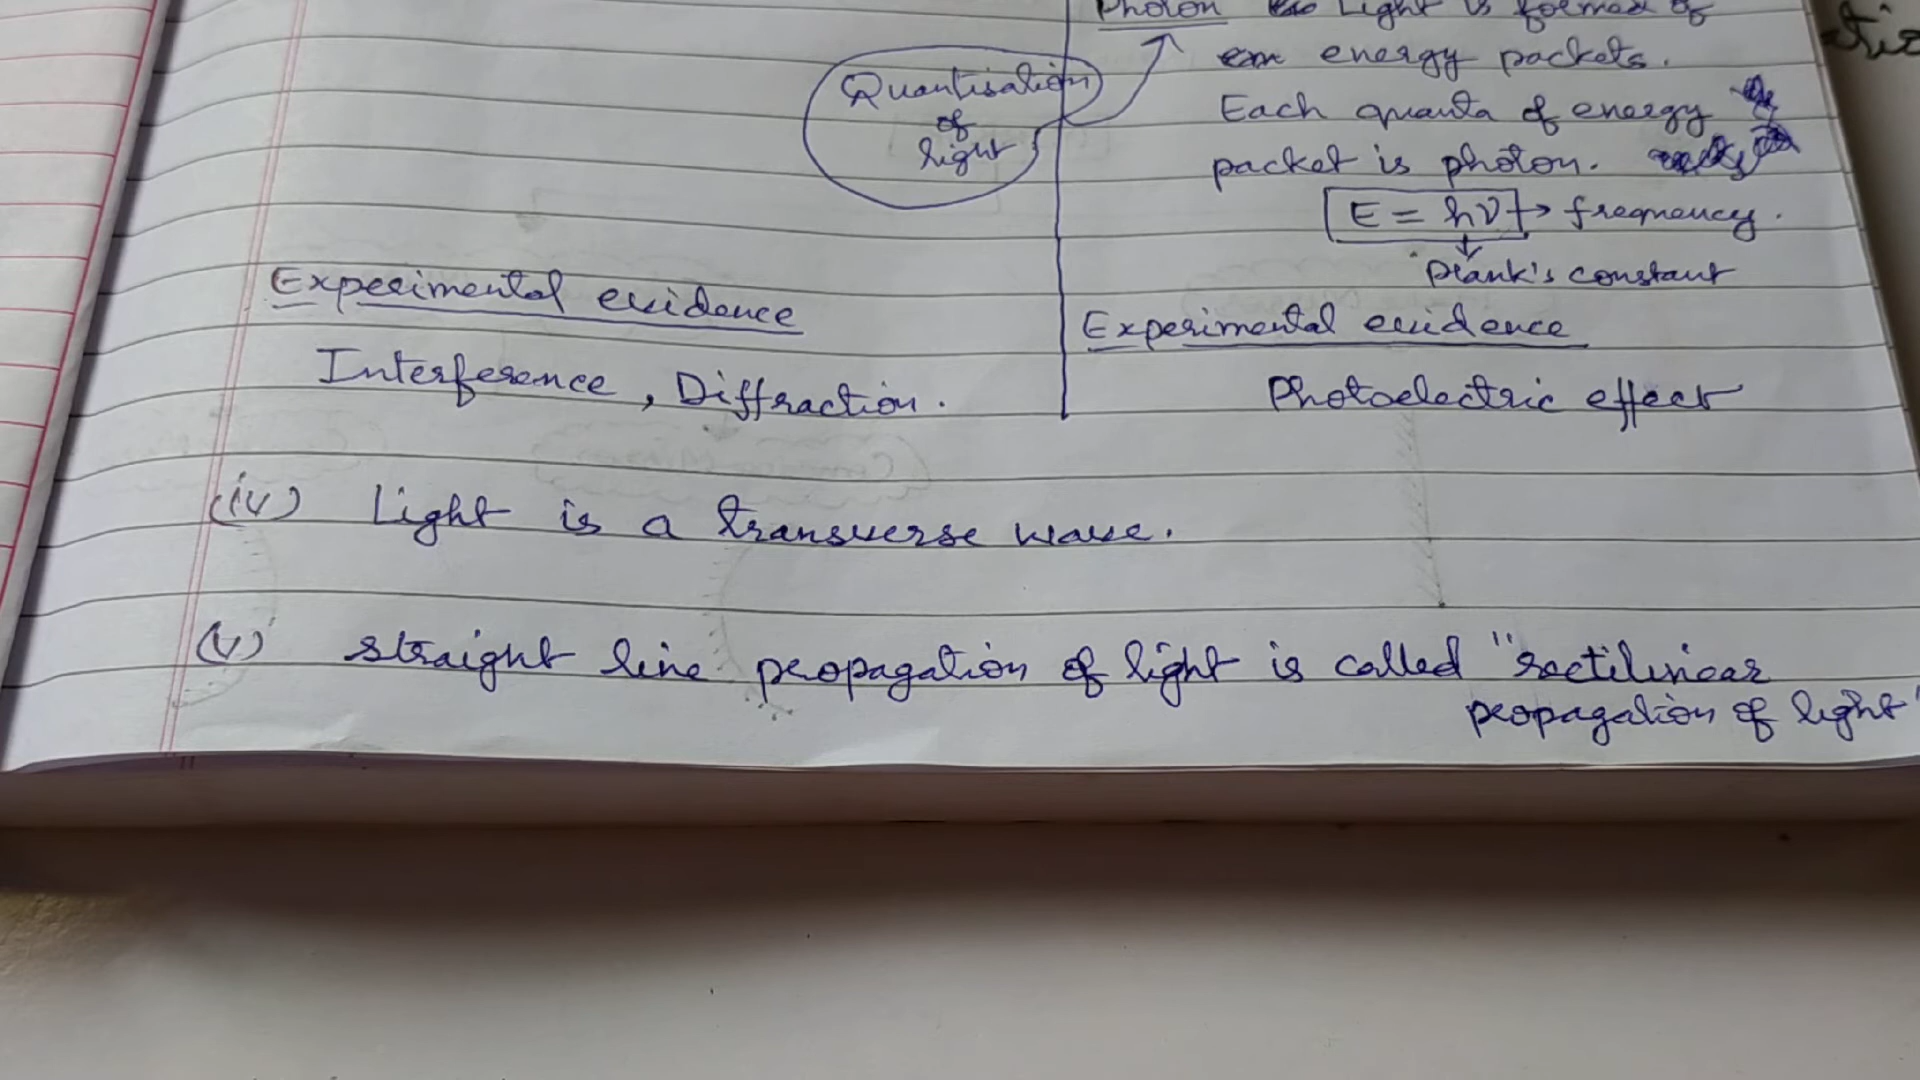 Photon Light is formed of
energy packets.
Quantisation
of
light
Each quanta of energy
packet is photon.
E = hν → frequency.
Plank's constant
Experimental evidence
Interference, Diffraction.
Experimental evidence
Photoelectric effect
(iv) Light is a transverse wave.
(v) straight line propagation of light is called "rectilinear
propagation of light"